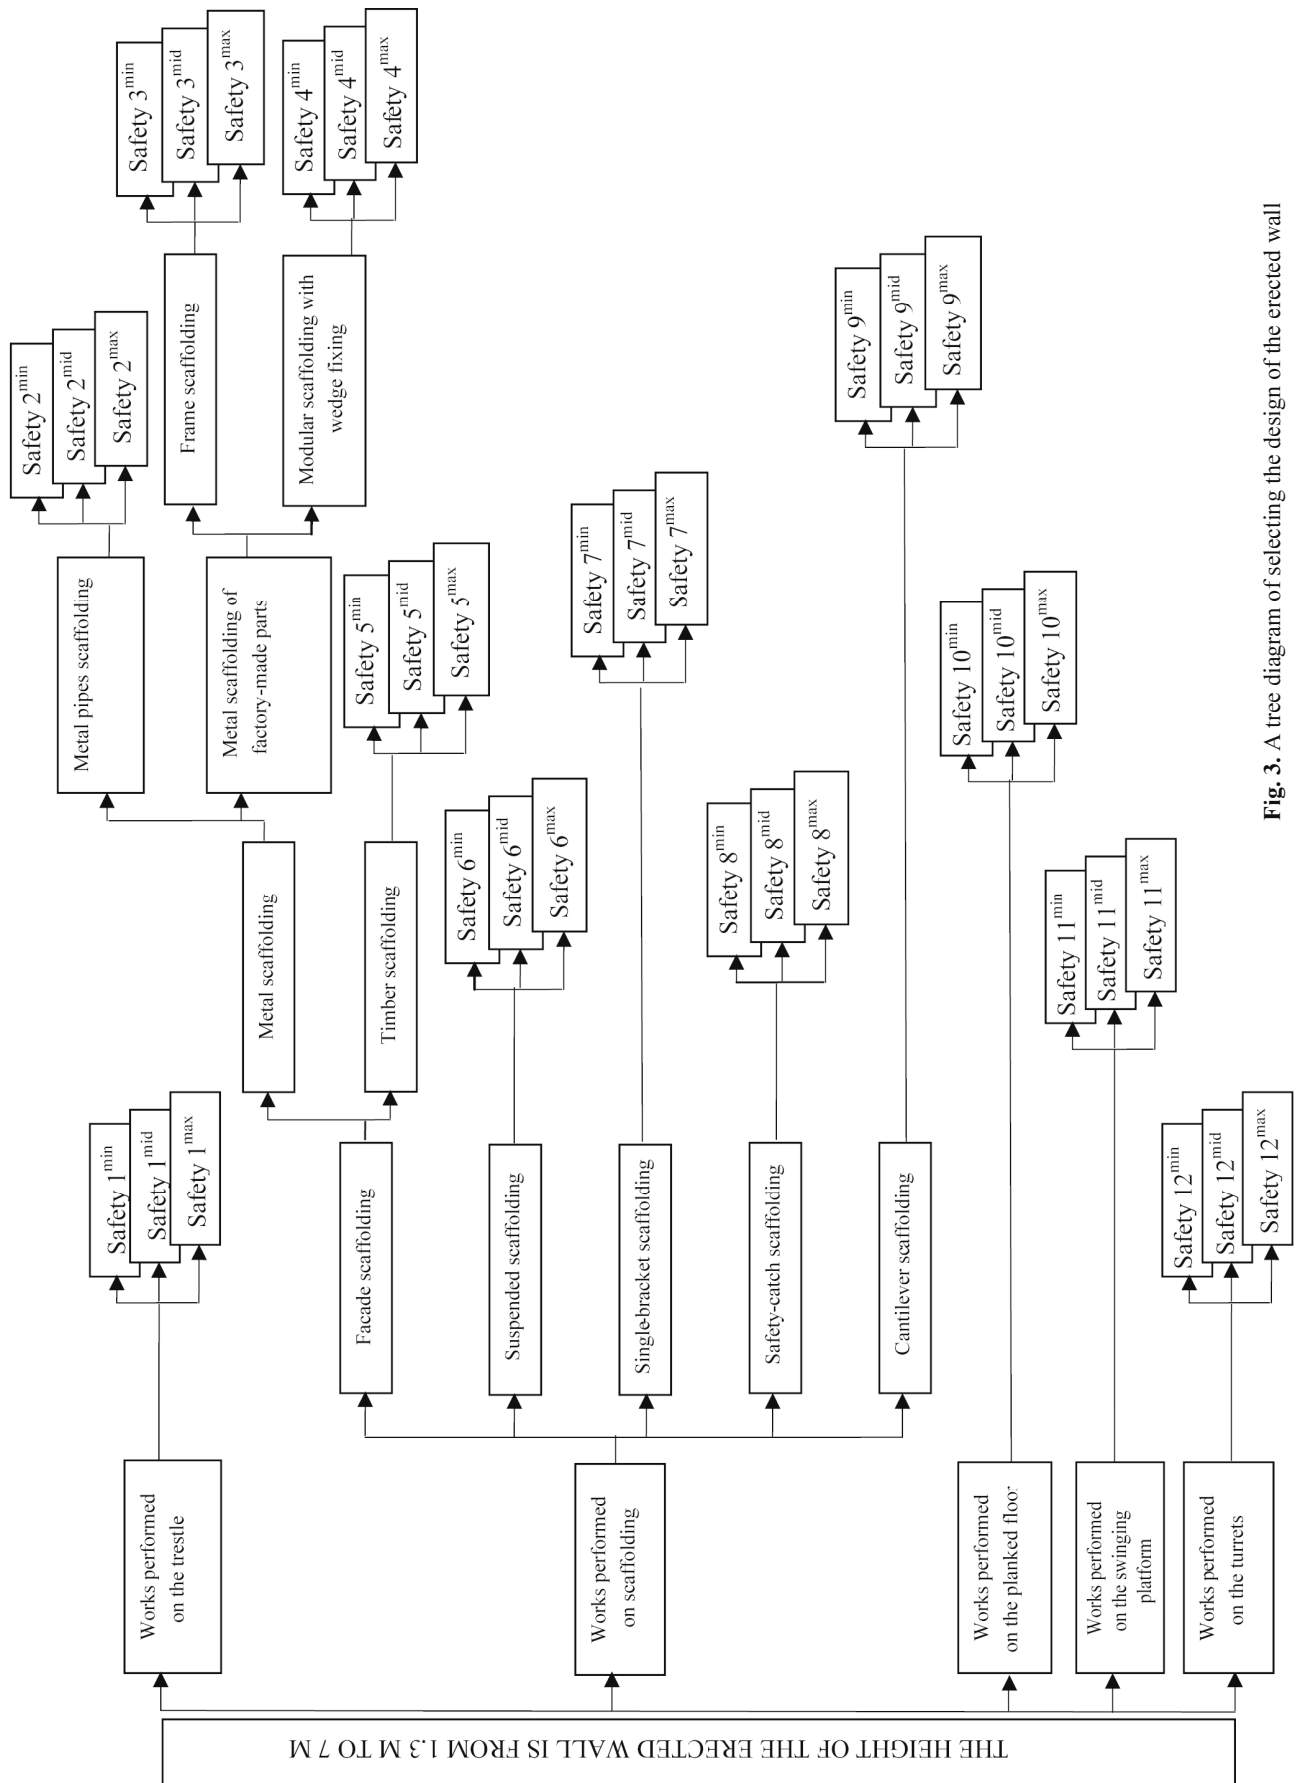 THE HEIGHT OF THE ERECTED WALL IS FROM 1.3 M TO 7 M
Works performed
on the trestle
Safety 1min
Safety 1mid
Safety 1max
Works performed
on scaffolding
Facade scaffolding
Metal scaffolding
Metal pipes scaffolding
Safety 2min
Safety 2mid
Safety 2max
Metal scaffolding of
factory-made parts
Frame scaffolding
Safety 3min
Safety 3mid
Safety 3max
Modular scaffolding with
wedge fixing
Safety 4min
Safety 4mid
Safety 4max
Timber scaffolding
Safety 5min
Safety 5mid
Safety 5max
Suspended scaffolding
Safety 6min
Safety 6mid
Safety 6max
Single-bracket scaffolding
Safety 7min
Safety 7mid
Safety 7max
Safety-catch scaffolding
Safety 8min
Safety 8mid
Safety 8max
Cantilever scaffolding
Safety 9min
Safety 9mid
Safety 9max
Works performed
on the planked floor
Safety 10min
Safety 10mid
Safety 10max
Works performed
on the swinging
platform
Safety 11min
Safety 11mid
Safety 11max
Works performed
on the turrets
Safety 12min
Safety 12mid
Safety 12max
Fig. 3. A tree diagram of selecting the design of the erected wall